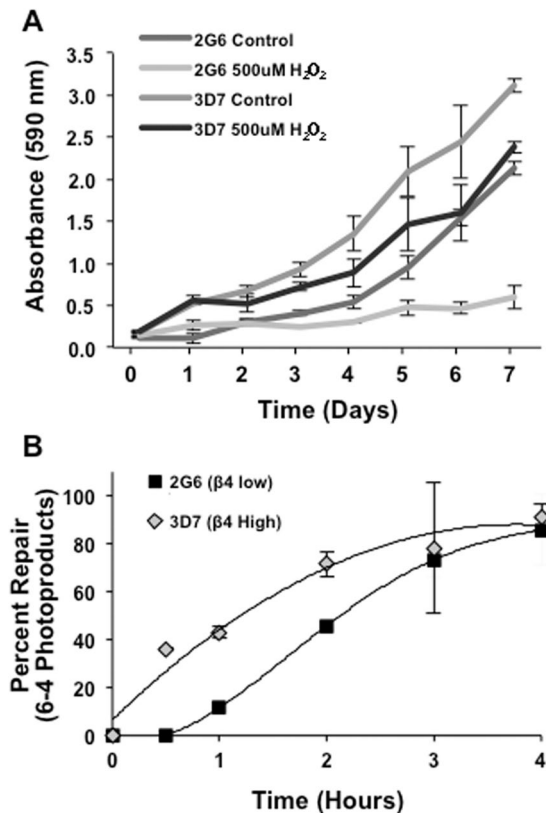 A
2G6 Control
2G6 500uM H2O2
3D7 Control
3D7 500uM H2O2
Absorbance (590 nm)
3.5
3.0
2.5
2.0
1.5
1.0
0.5
0.0
0 1 2 3 4 5 6 7
Time (Days)
B
2G6 (β4 low)
3D7 (β4 High)
Percent Repair
(6-4 Photoproducts)
100
80
60
40
20
0
0 1 2 3 4
Time (Hours)